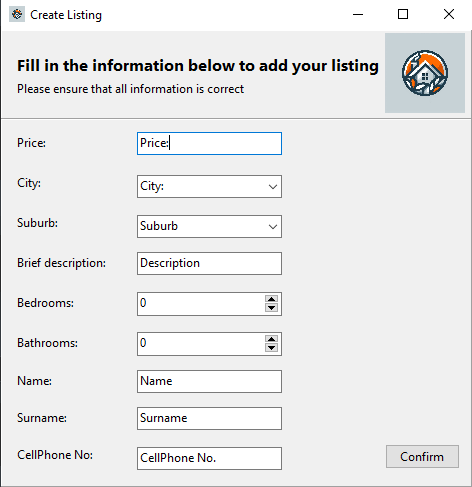 Create Listing
Fill in the information below to add your listing
Please ensure that all information is correct
Price: Price:
City: City:
Suburb: Suburb
Brief description: Description
Bedrooms: 0
Bathrooms: 0
Name: Name
Surname: Surname
CellPhone No: CellPhone No.
Confirm